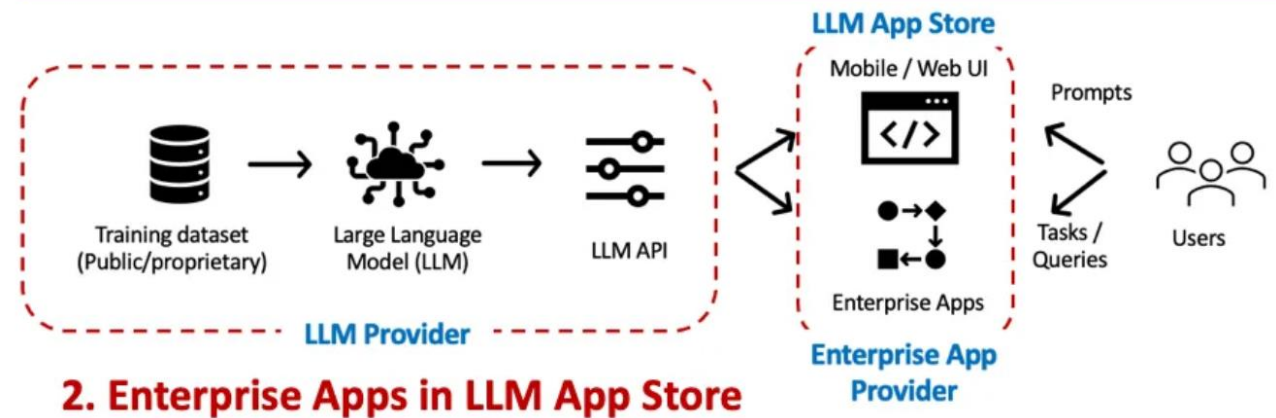 LLM App Store
Mobile / Web UI
Prompts
Training dataset
(Public/proprietary)
Large Language
Model (LLM)
LLM API
</>
Tasks /
Queries
Users
Enterprise Apps
LLM Provider
Enterprise App
Provider
2. Enterprise Apps in LLM App Store